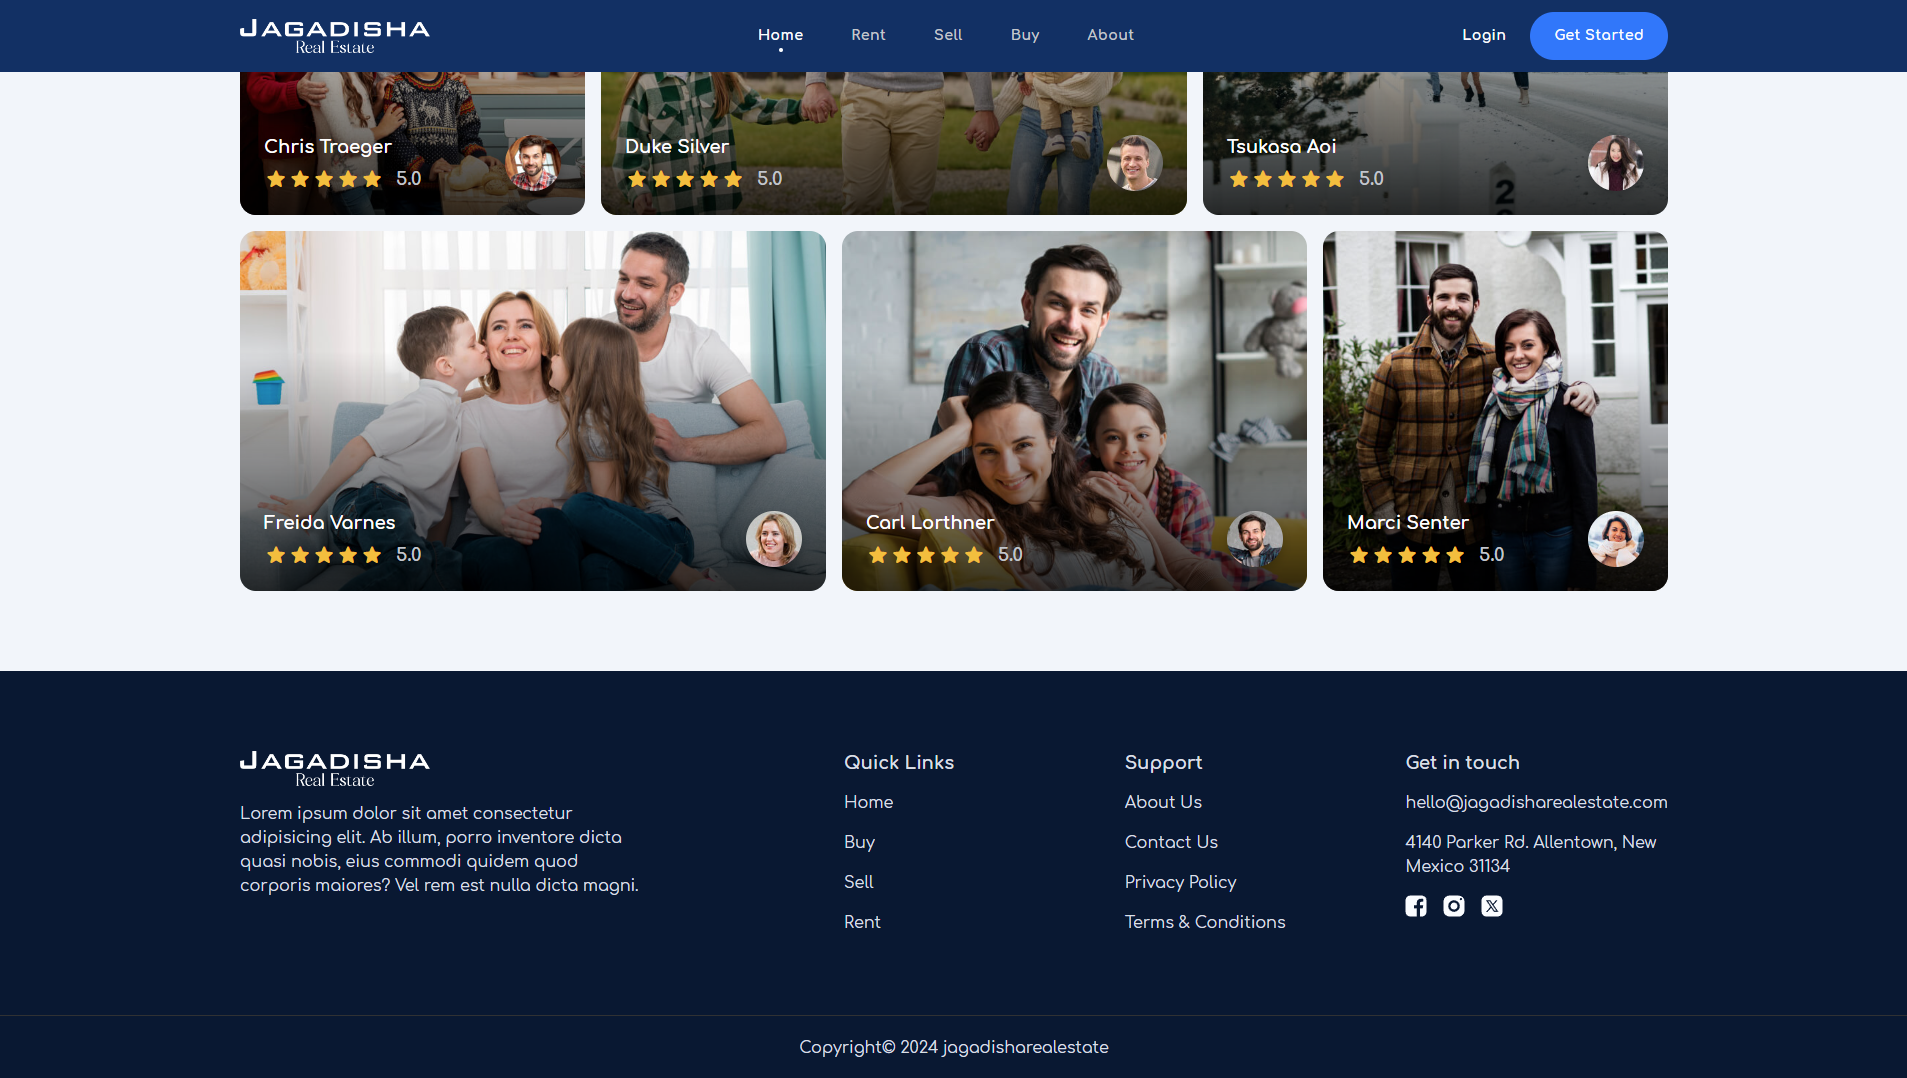 JAGADISHA
Real Estate
Home
Rent
Sell
Buy
About
Login
Get Started
Chris Traeger
5.0
Duke Silver
5.0
Tsukasa Aoi
5.0
2
Freida Varnes
5.0
Carl Lorthner
5.0
Marci Senter
5.0
JAGADISHA
Real Estate
Lorem ipsum dolor sit amet consectetur
adipisicing elit. Ab illum, porro inventore dicta
quasi nobis, eius commodi quidem quod
corporis maiores? Vel rem est nulla dicta magni.
Quick Links
Home
Buy
Sell
Rent
Support
About Us
Contact Us
Privacy Policy
Terms & Conditions
Get in touch
hello@jagadisharealestate.com
4140 Parker Rd. Allentown, New
Mexico 31134
Copyright© 2024 jagadisharealestate